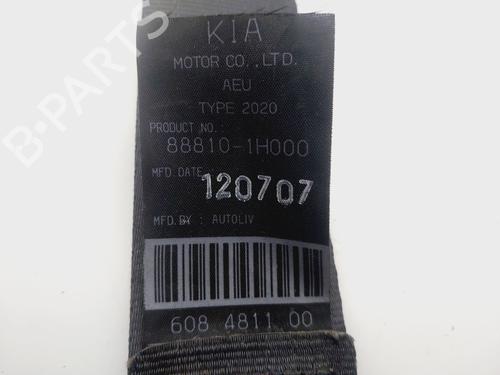 KIA
MOTOR CO.,LTD.
AEU
TYPE 2020
PRODUCT NO.:
88810-1H000
MFD.DATE:
120707
MFD.BY : AUTOLIV
608 4811 00
B-PARTS